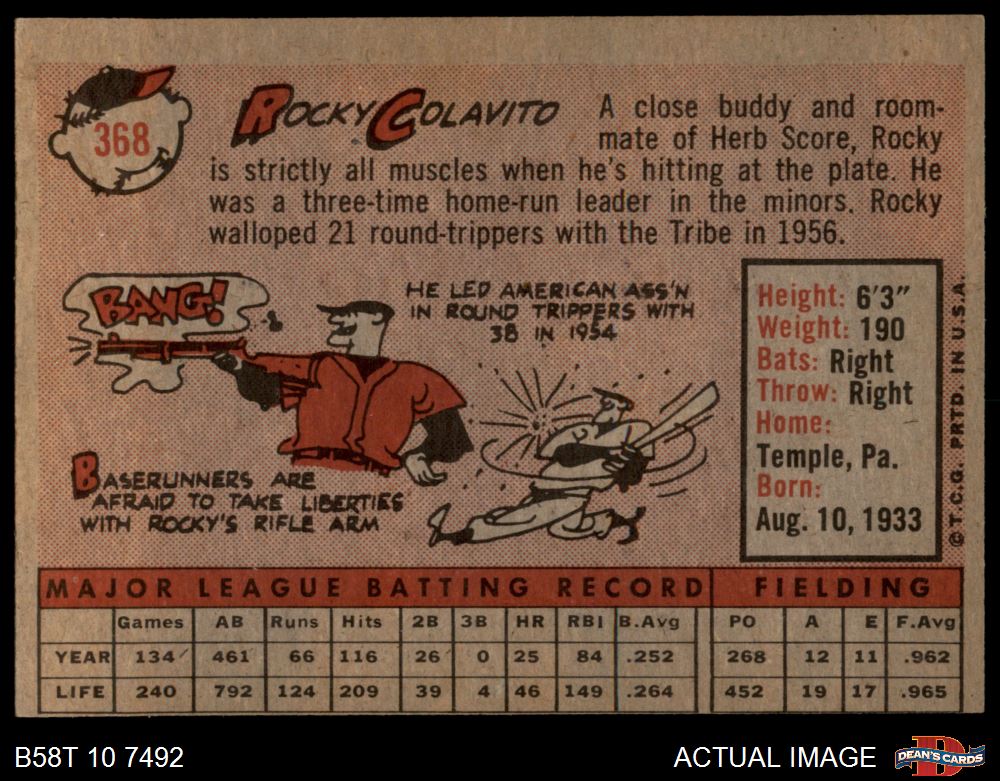 368
ROCKY COLAVITO
A close buddy and room-
mate of Herb Score, Rocky
is strictly all muscles when he's hitting at the plate. He
was a three-time home-run leader in the minors. Rocky
walloped 21 round-trippers with the Tribe in 1956.
BANG!
HE LED AMERICAN ASS'N
IN ROUND TRIPPERS WITH
38 IN 1954
BASERUNNERS ARE
AFRAID TO TAKE LIBERTIES
WITH ROCKY'S RIFLE ARM
Height: 6'3"
Weight: 190
Bats: Right
Throw: Right
Home:
Temple, Pa.
Born:
Aug. 10, 1933
©T.C.G. PRTD. IN U.S.A.
MAJOR LEAGUE BATTING RECORD FIELDING
Games AB Runs Hits 2B 3B HR RBI B.Avg PO A E F.Avg
YEAR 134 461 66 116 26 0 25 84 .252 268 12 11 .962
LIFE 240 792 124 209 39 4 46 149 .264 452 19 17 .965
B58T 10 7492
ACTUAL IMAGE
D
DEAN'S CARDS